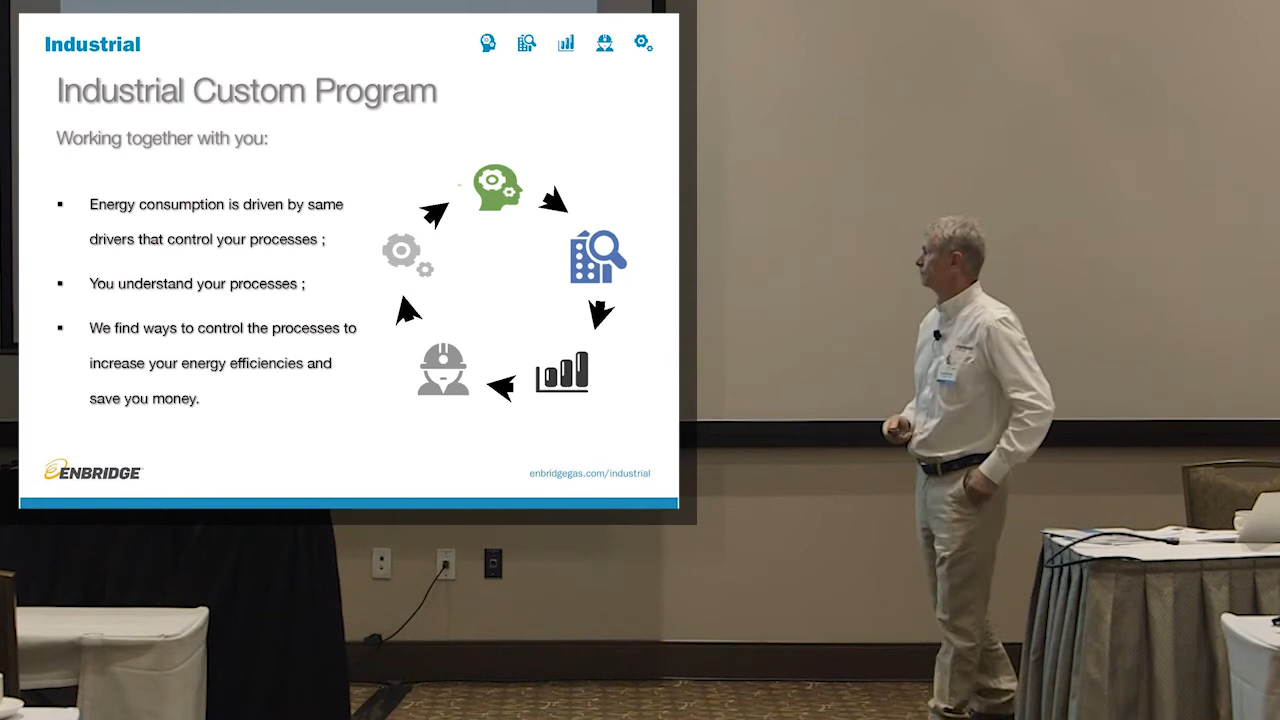 Industrial
Industrial Custom Program
Working together with you:
Energy consumption is driven by same
drivers that control your processes ;
You understand your processes ;
We find ways to control the processes to
increase your energy efficiencies and
save you money.
ENBRIDGE
enbridgegas.com/industrial